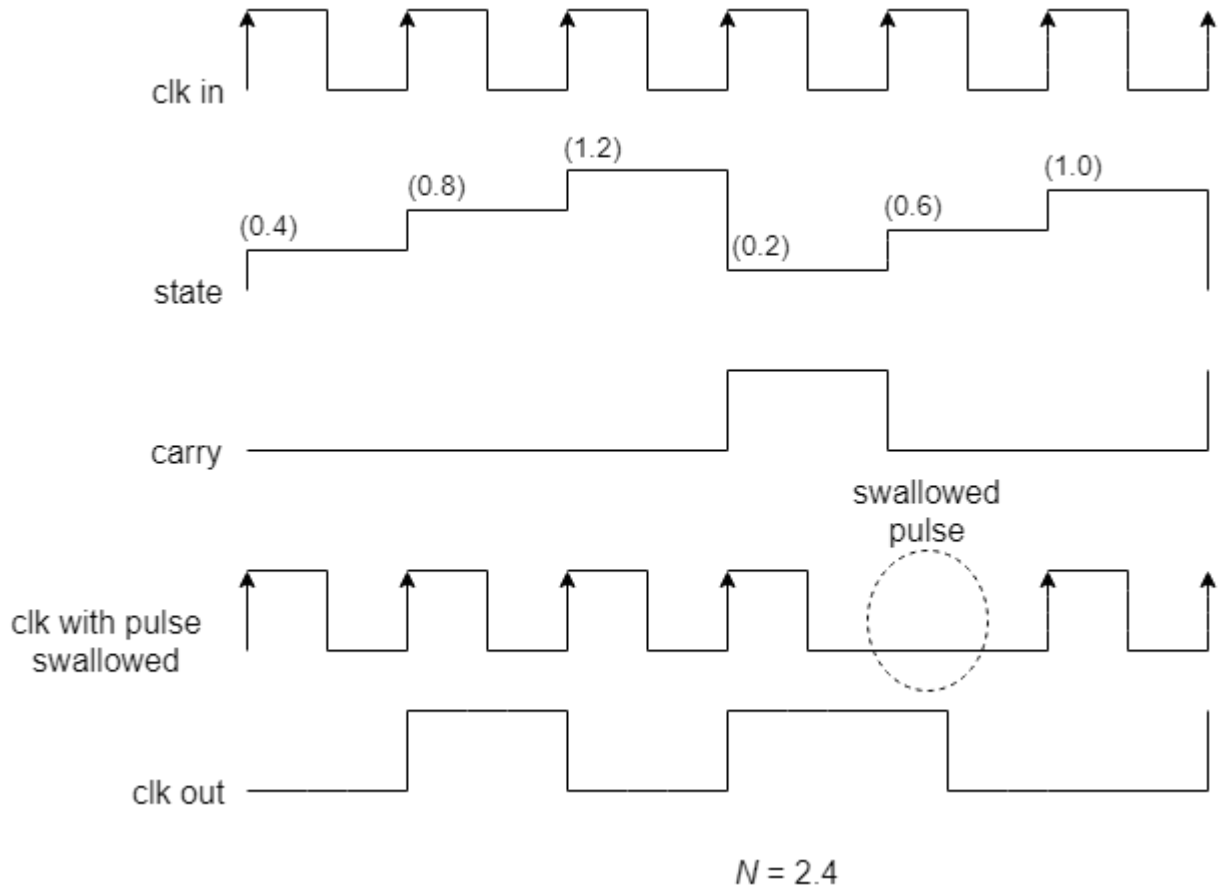 clk in
(0.4)
(0.8)
(1.2)
(0.2)
(0.6)
(1.0)
state
carry
swallowed
pulse
clk with pulse
swallowed
clk out
N = 2.4